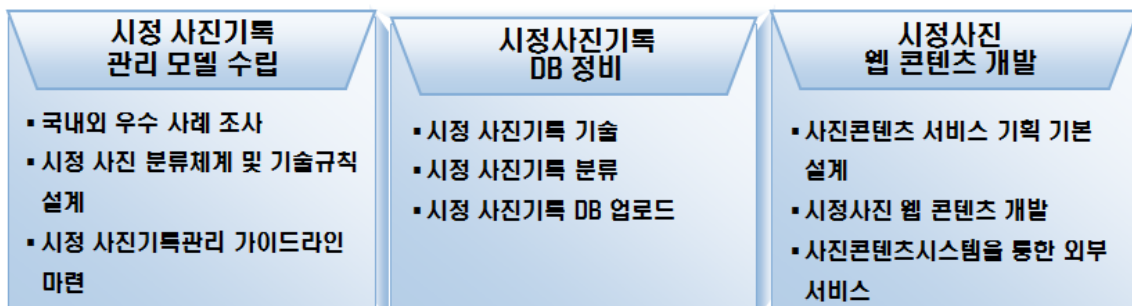 시정 사진기록
관리 모델 수립
▪ 국내외 우수 사례 조사
▪ 시정 사진 분류체계 및 기술규칙
설계
▪ 시정 사진기록관리 가이드라인
마련
시정사진기록
DB 정비
▪ 시정 사진기록 기술
▪ 시정 사진기록 분류
▪ 시정 사진기록 DB 업로드
시정사진
웹 콘텐츠 개발
▪ 사진콘텐츠 서비스 기획 기본
설계
▪ 시정사진 웹 콘텐츠 개발
▪ 사진콘텐츠시스템을 통한 외부
서비스